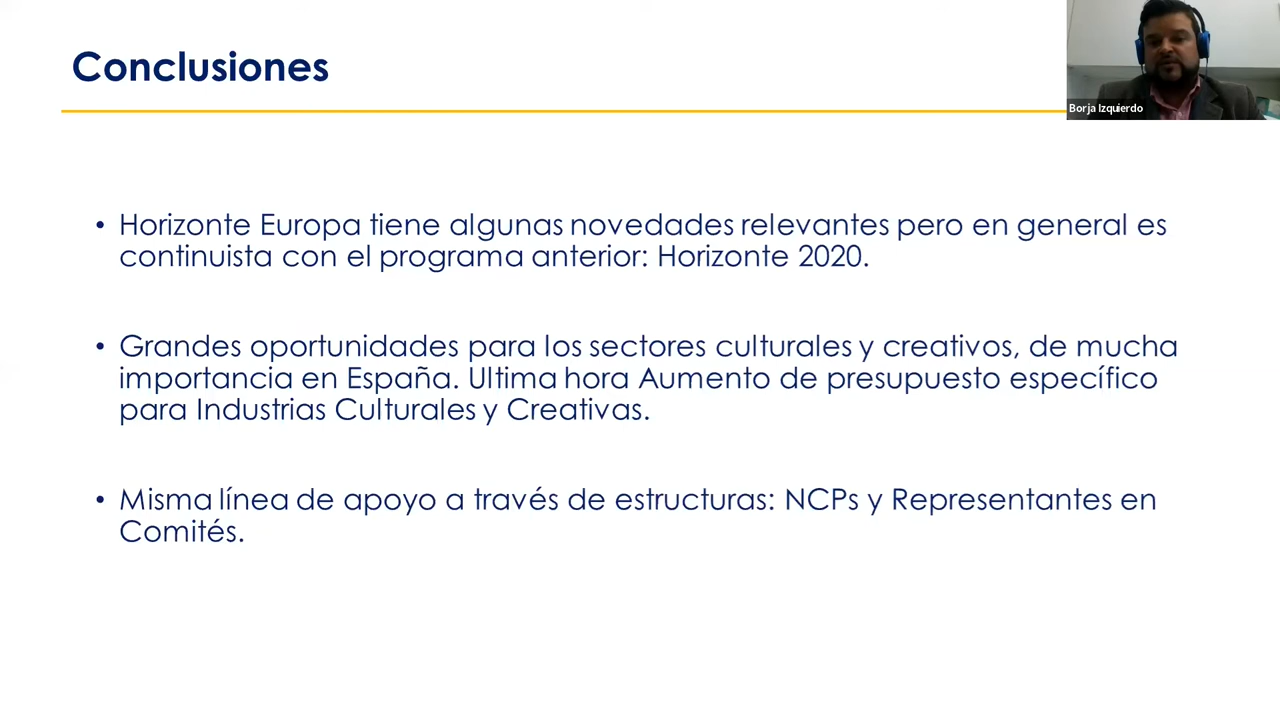 Conclusiones
Borja Izquierdo
• Horizonte Europa tiene algunas novedades relevantes pero en general es
continuista con el programa anterior: Horizonte 2020.
• Grandes oportunidades para los sectores culturales y creativos, de mucha
importancia en España. Ultima hora Aumento de presupuesto específico
para Industrias Culturales y Creativas.
• Misma línea de apoyo a través de estructuras: NCPs y Representantes en
Comités.